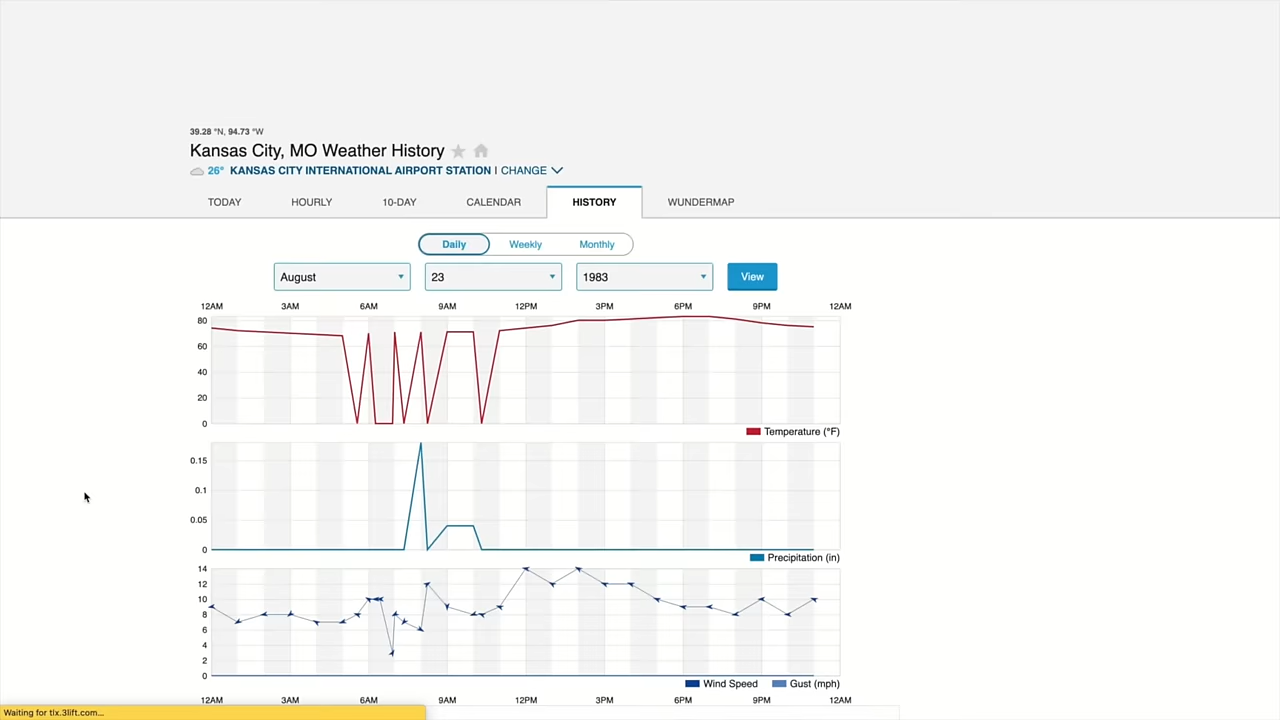 39.28 °N, 94.73 °W
Kansas City, MO Weather History
26° KANSAS CITY INTERNATIONAL AIRPORT STATION | CHANGE
TODAY HOURLY 10-DAY CALENDAR HISTORY WUNDERMAP
Daily Weekly Monthly
August 23 1983 View
12AM 3AM 6AM 9AM 12PM 3PM 6PM 9PM 12AM
80
60
40
20
0
Temperature (°F)
0.15
0.1
0.05
0
Precipitation (in)
14
12
10
8
6
4
2
0
Wind Speed Gust (mph)
12AM 3AM 6AM 9AM 12PM 3PM 6PM 9PM 12AM
Waiting for tlx.3lift.com...